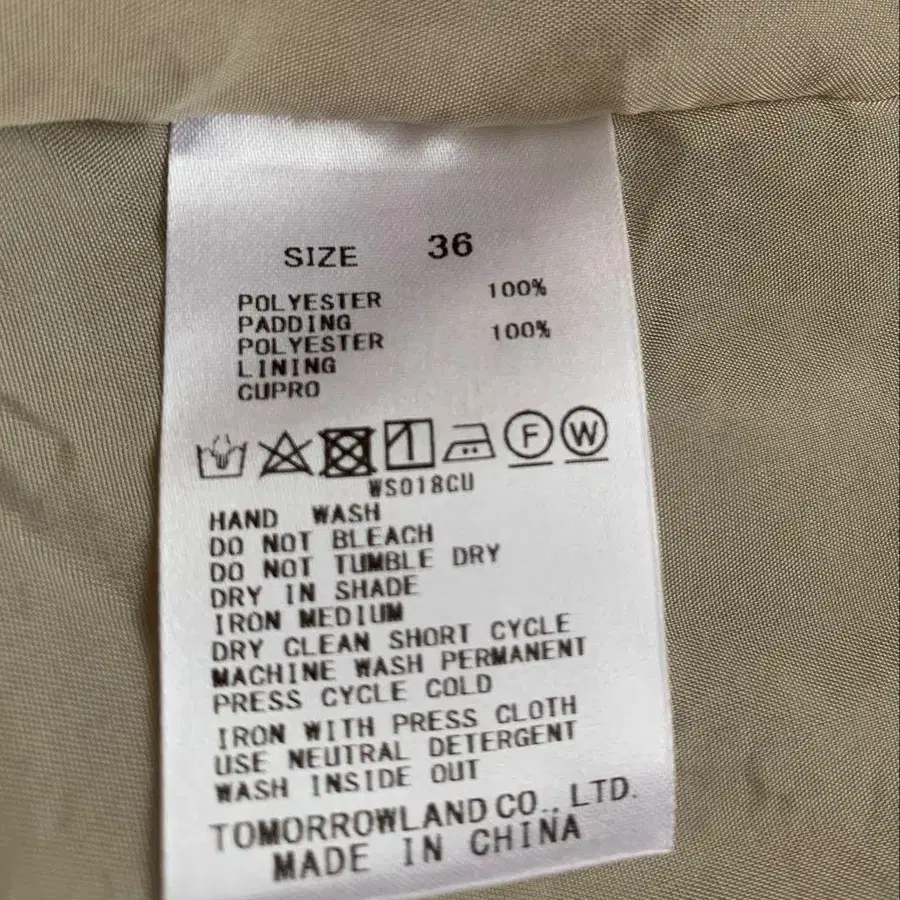 SIZE 36
POLYESTER 100%
PADDING
POLYESTER 100%
LINING
CUPRO
F W
WS018CU
HAND WASH
DO NOT BLEACH
DO NOT TUMBLE DRY
DRY IN SHADE
IRON MEDIUM
DRY CLEAN SHORT CYCLE
MACHINE WASH PERMANENT
PRESS CYCLE COLD
IRON WITH PRESS CLOTH
USE NEUTRAL DETERGENT
WASH INSIDE OUT
TOMORROWLAND CO., LTD.
MADE IN CHINA